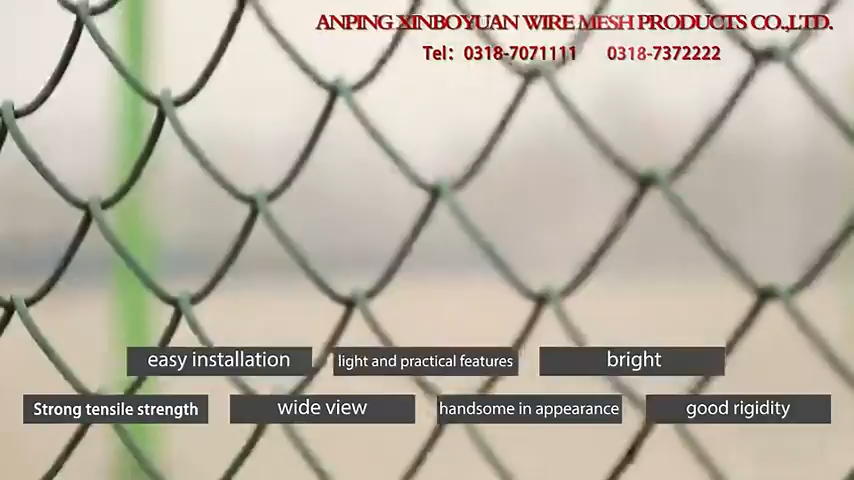 ANPING XINBOYUAN WIRE MESH PRODUCTS CO.,LTD.
Tel: 0318-7071111 0318-7372222
easy installation light and practical features bright
Strong tensile strength wide view handsome in appearance good rigidity